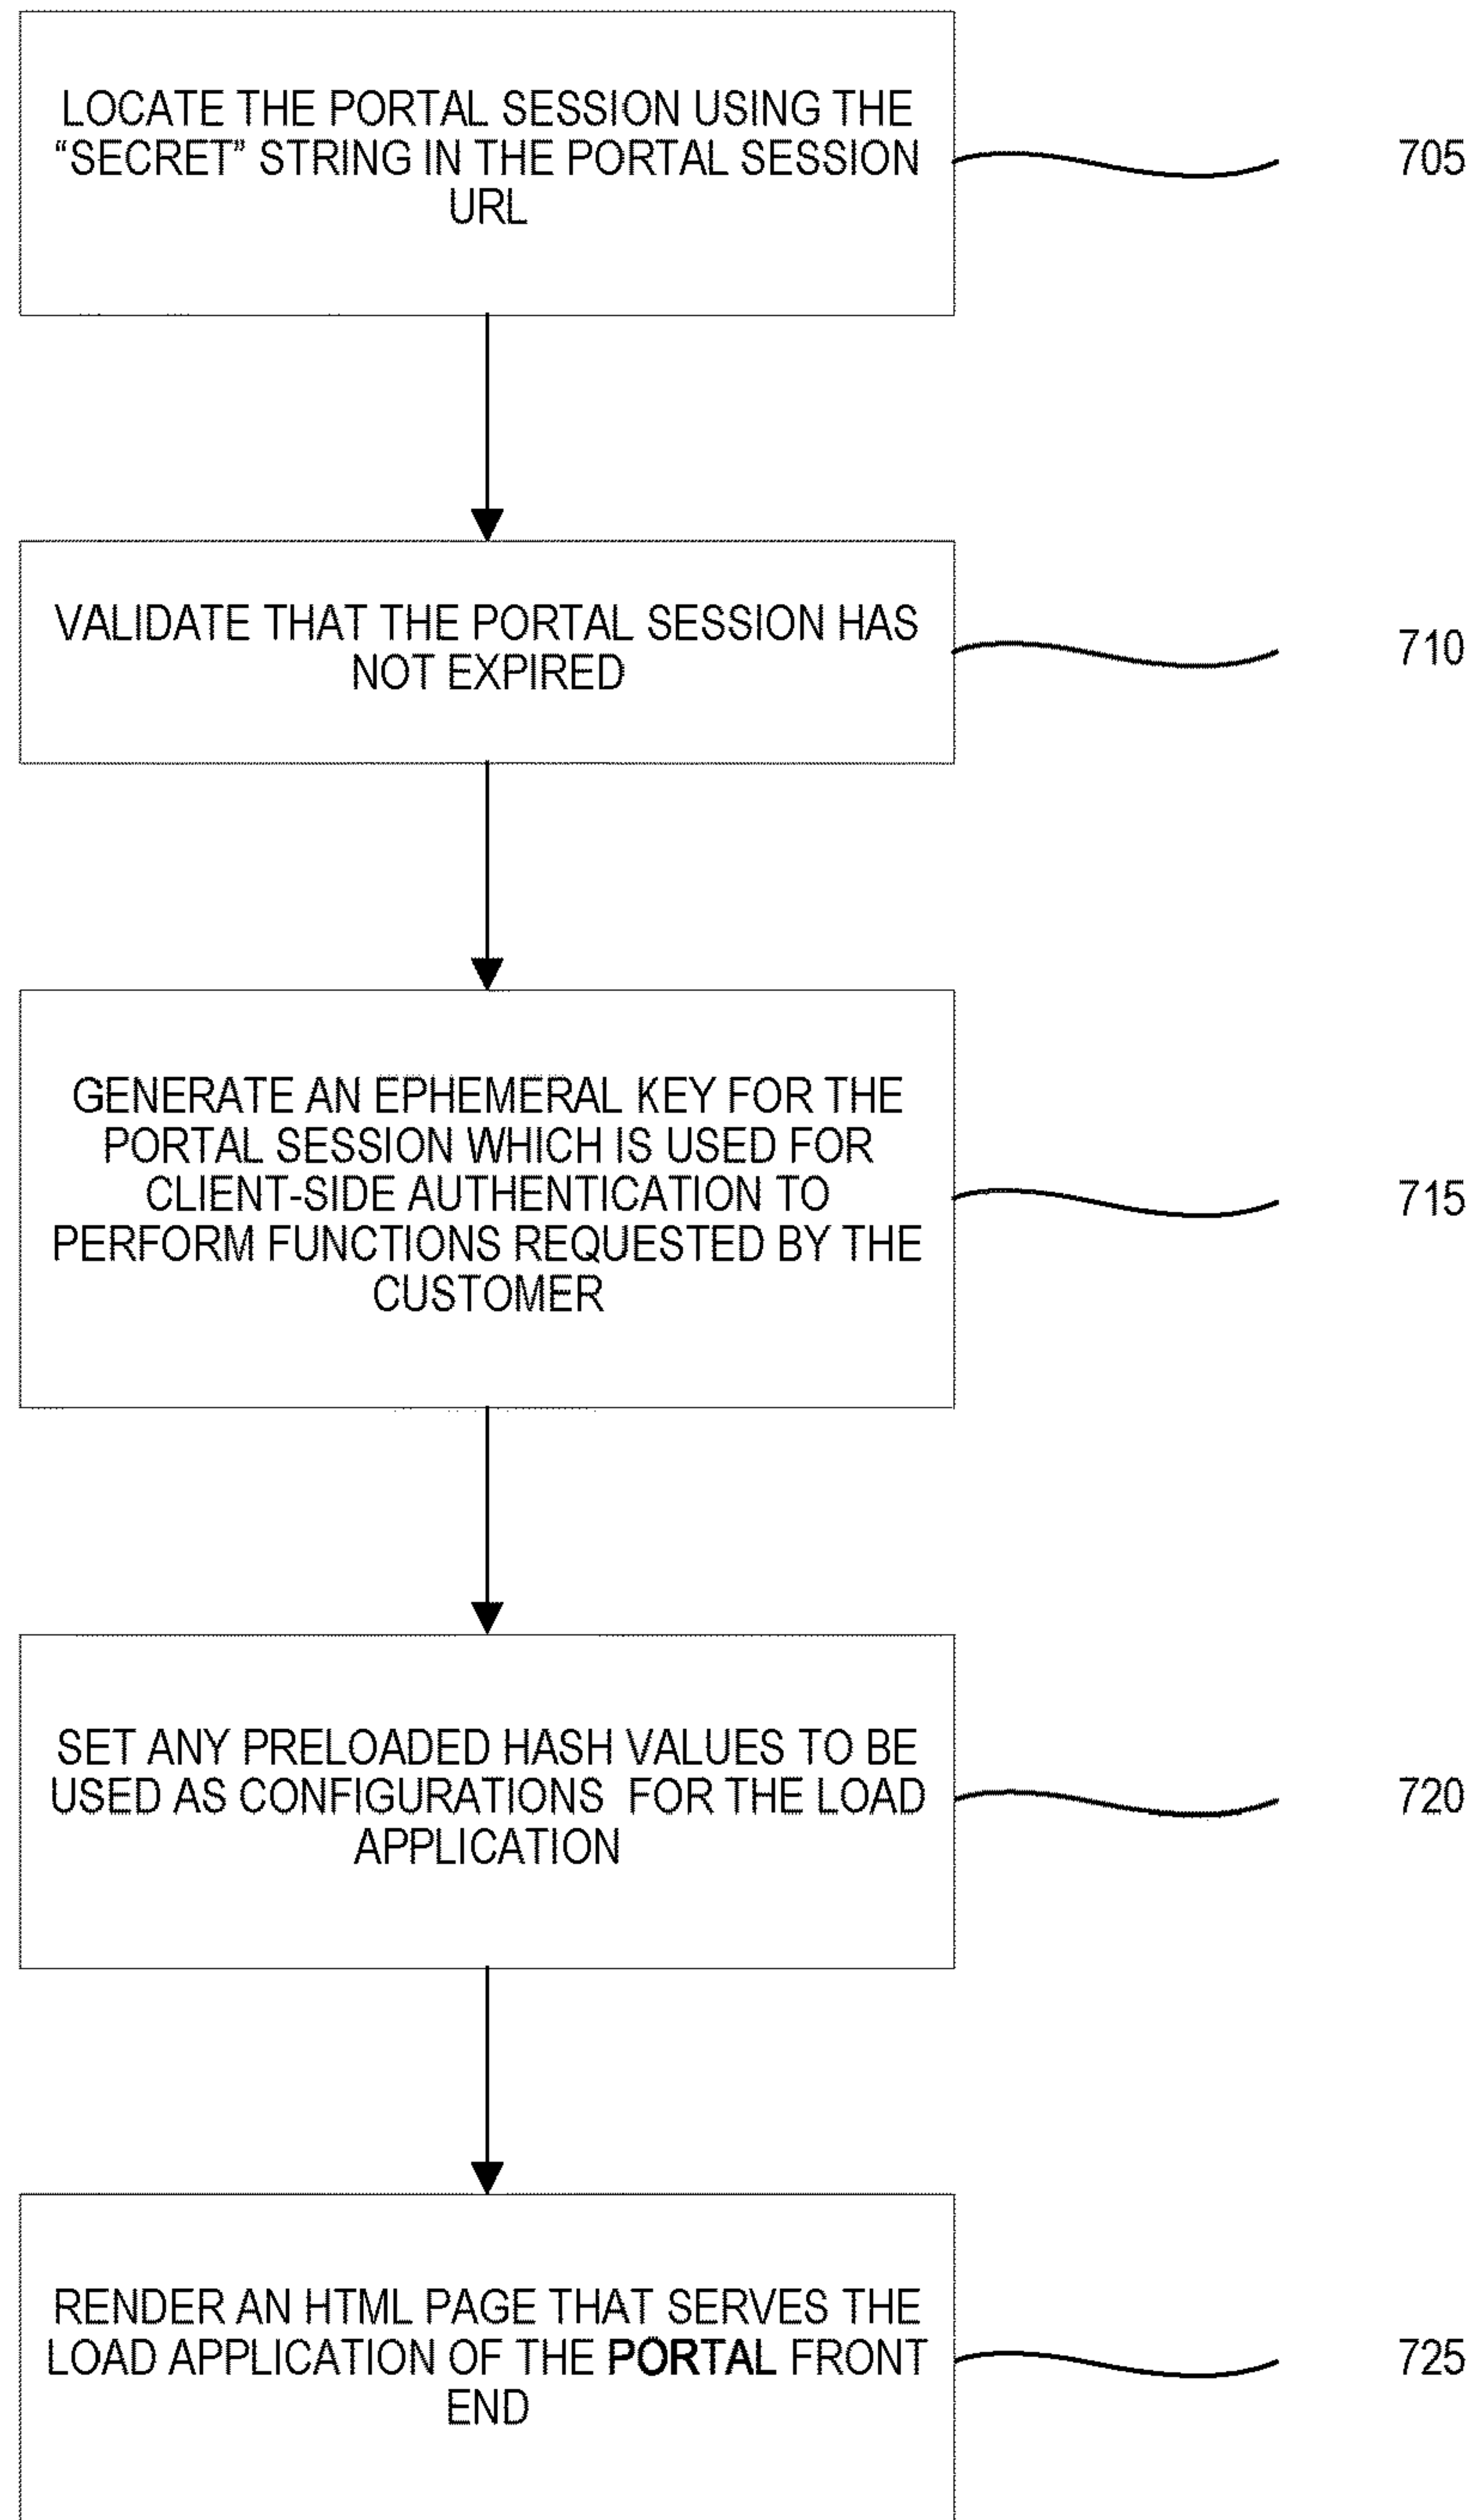 LOCATE THE PORTAL SESSION USING THE
“SECRET” STRING IN THE PORTAL SESSION
URL
705
VALIDATE THAT THE PORTAL SESSION HAS
NOT EXPIRED
710
GENERATE AN EPHEMERAL KEY FOR THE
PORTAL SESSION WHICH IS USED FOR
CLIENT-SIDE AUTHENTICATION TO
PERFORM FUNCTIONS REQUESTED BY THE
CUSTOMER
715
SET ANY PRELOADED HASH VALUES TO BE
USED AS CONFIGURATIONS FOR THE LOAD
APPLICATION
720
RENDER AN HTML PAGE THAT SERVES THE
LOAD APPLICATION OF THE PORTAL FRONT
END
725